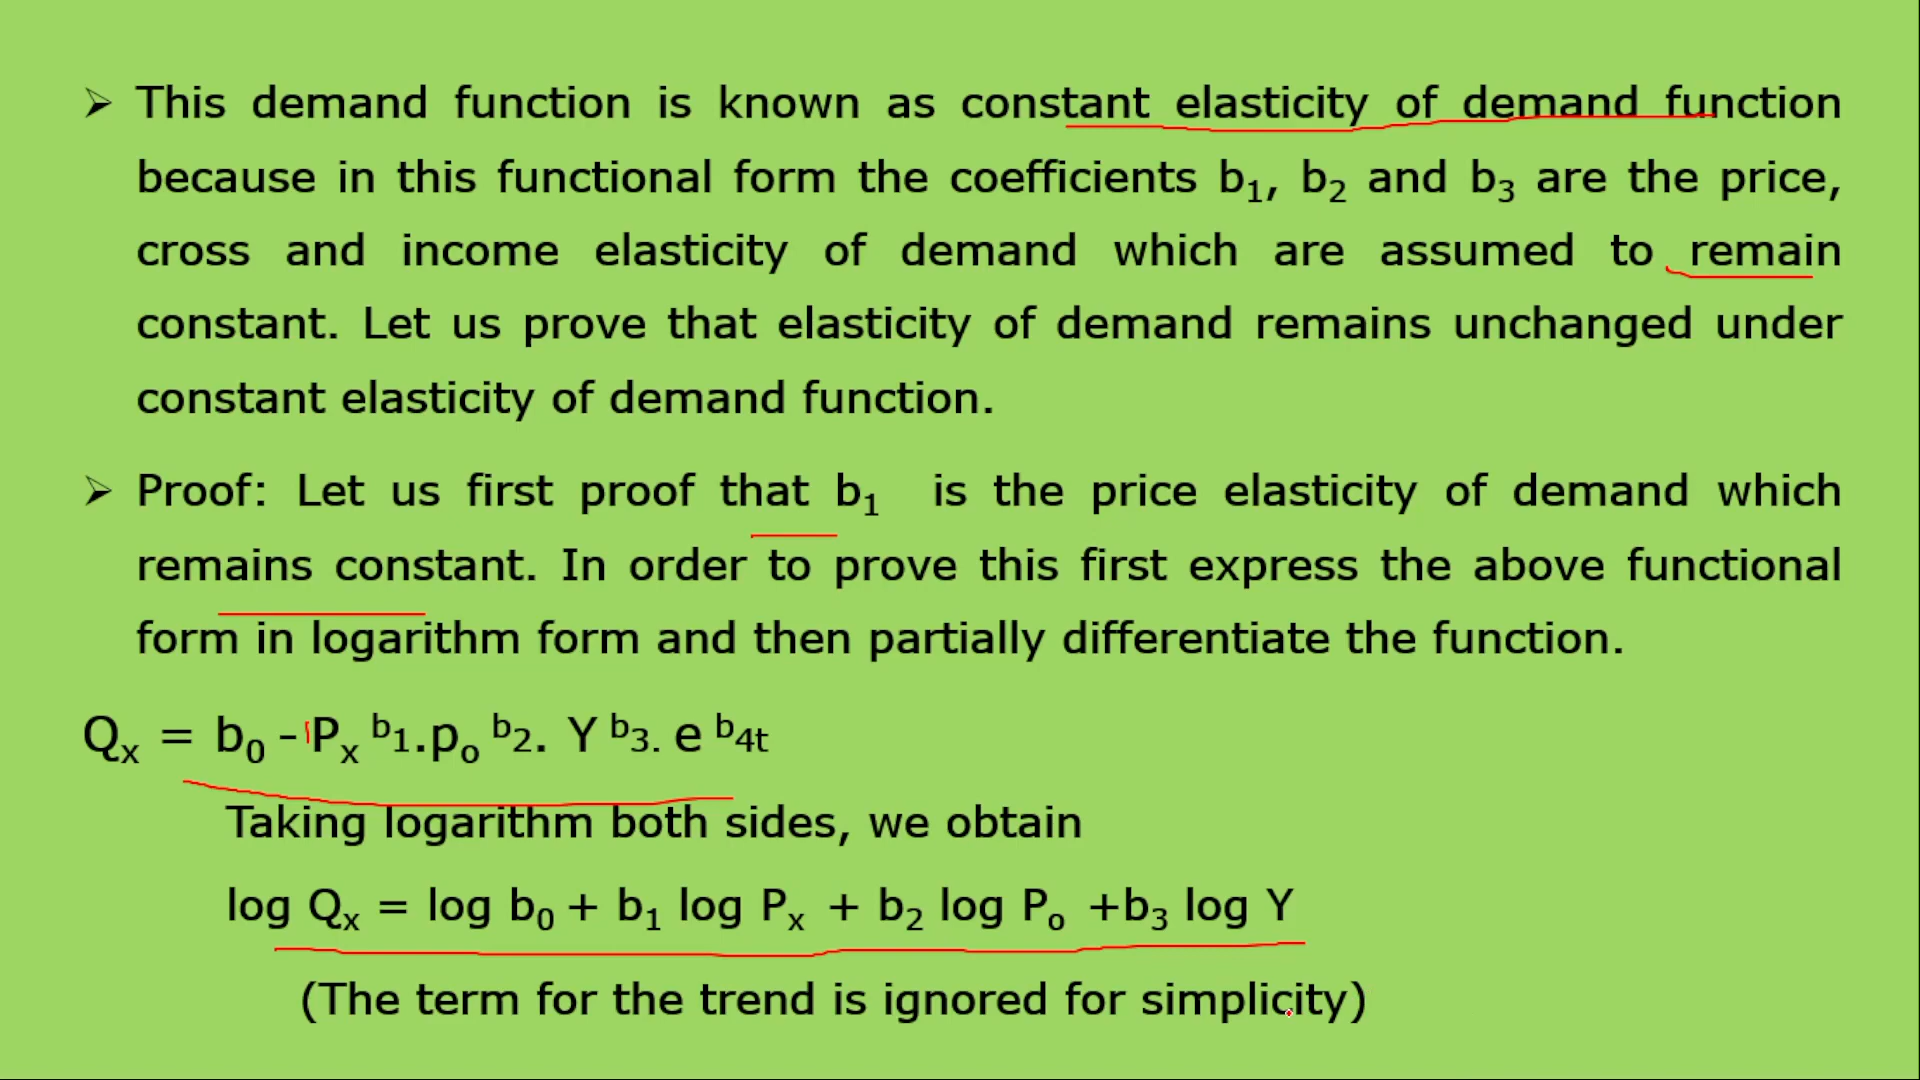 ➢ This demand function is known as constant elasticity of demand function
because in this functional form the coefficients b₁, b₂ and b₃ are the price,
cross and income elasticity of demand which are assumed to remain
constant. Let us prove that elasticity of demand remains unchanged under
constant elasticity of demand function.
➢ Proof: Let us first proof that b₁ is the price elasticity of demand which
remains constant. In order to prove this first express the above functional
form in logarithm form and then partially differentiate the function.
Qₓ = b₀ - Pₓ ᵇ1.pₒ ᵇ2. Y ᵇ3. e ᵇ4t
Taking logarithm both sides, we obtain
log Qₓ = log b₀ + b₁ log Pₓ + b₂ log Pₒ +b₃ log Y
(The term for the trend is ignored for simplicity)